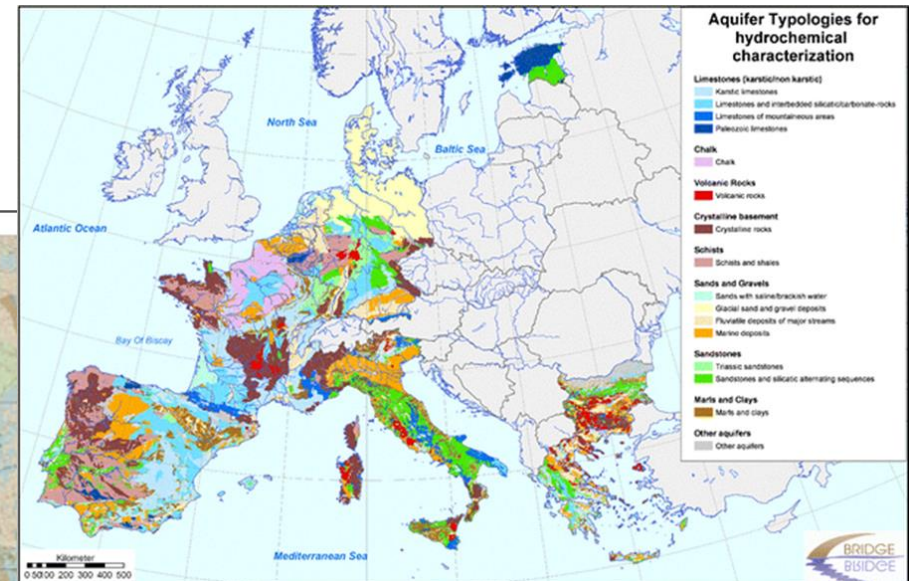 Aquifer Typologies for
hydrochemical
characterization
Limestones (karstic/non karstic)
Karstic limestones
Limestones and interbedded silicatic/carbonate-rocks
Limestones of mountaineous areas
Paleozoic limestones
Chalk
Chalk
Volcanic Rocks
Volcanic rocks
Crystalline basement
Crystalline rocks
Schists
Schists and shales
Sands and Gravels
Sands with saline/brackish water
Glacial sand and gravel deposits
Fluviatile deposits of major streams
Marine deposits
Sandstones
Triassic sandstones
Sandstones and silicatic alternating sequences
Marls and Clays
Marls and clays
Other aquifers
Other aquifers
North Sea
Baltic Sea
Atlantic Ocean
Bay Of Biscay
Mediterranean Sea
Kilometer
0 50 100 200 300 400 500
BRIDGE
BRIDGE